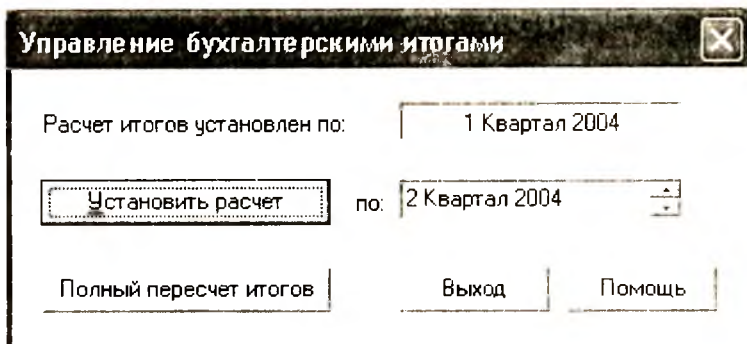 Управление бухгалтерскими итогами
Расчет итогов установлен по: 1 Квартал 2004
Установить расчет по: 2 Квартал 2004
Полный пересчет итогов Выход Помощь